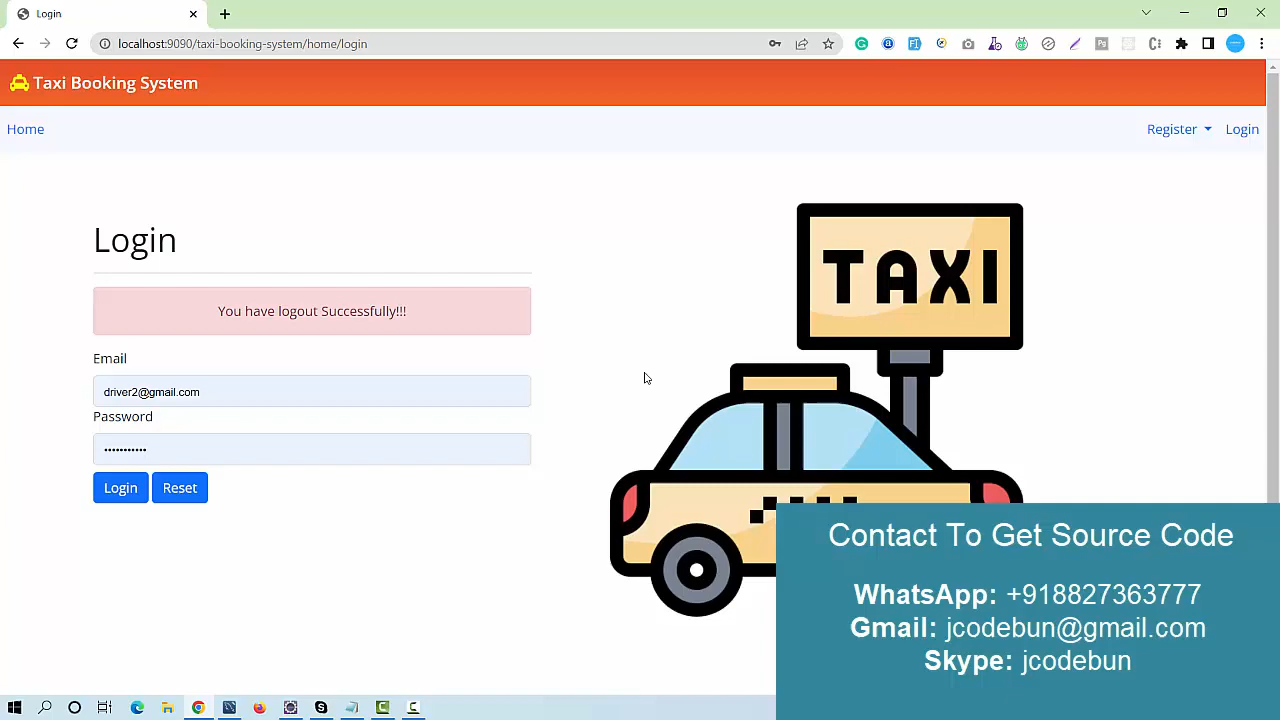 Login
localhost:9090/taxi-booking-system/home/login
Taxi Booking System
Home
Register
Login
Login
You have logout Successfully!!!
Email
driver2@gmail.com
Password
Login
Reset
TAXI
Contact To Get Source Code
WhatsApp: +918827363777
Gmail: jcodebun@gmail.com
Skype: jcodebun